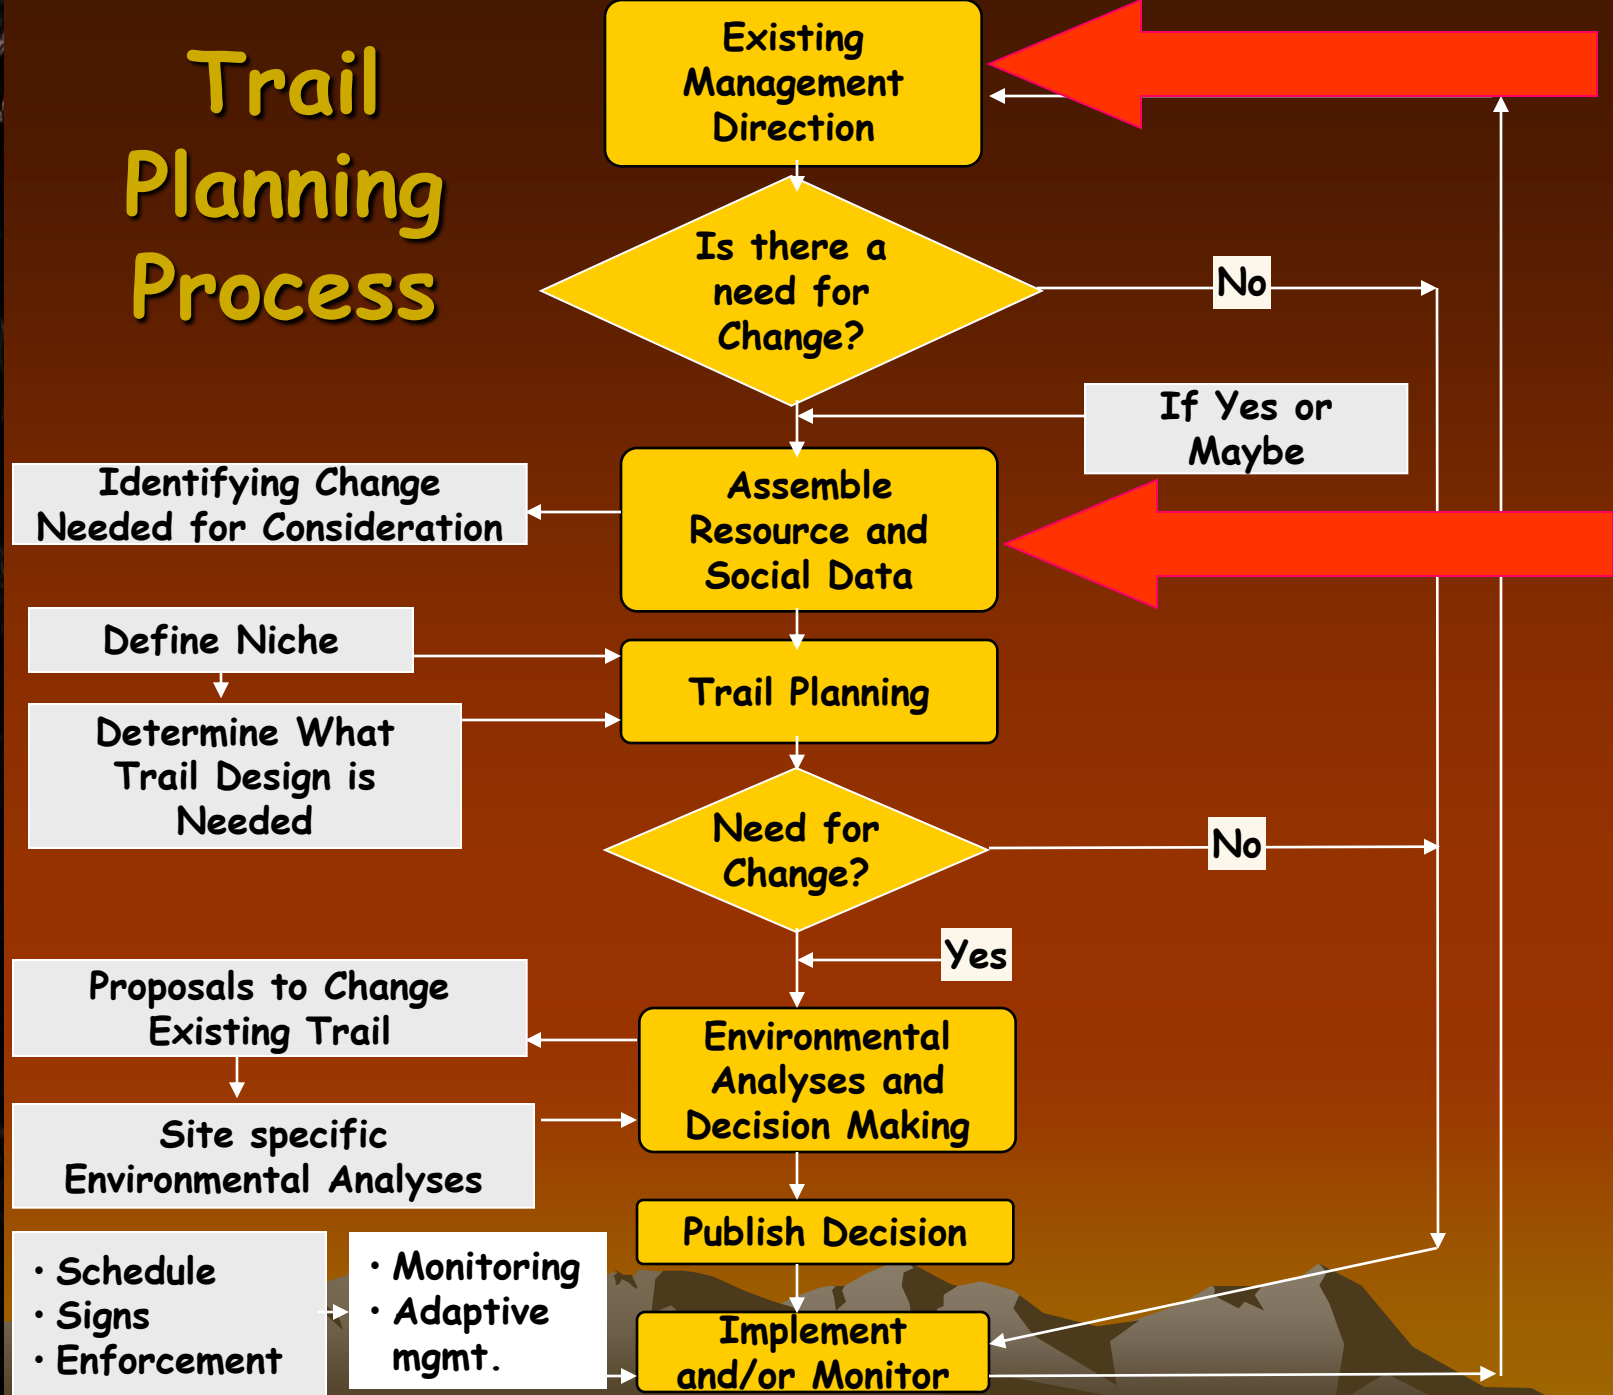 Trail
Planning
Process
Existing
Management
Direction
Is there a
need for
Change?
No
If Yes or
Maybe
Identifying Change
Needed for Consideration
Assemble
Resource and
Social Data
Define Niche
Trail Planning
Determine What
Trail Design is
Needed
Need for
Change?
No
Yes
Proposals to Change
Existing Trail
Environmental
Analyses and
Decision Making
Site specific
Environmental Analyses
Publish Decision
• Schedule
• Signs
• Enforcement
• Monitoring
• Adaptive
mgmt.
Implement
and/or Monitor